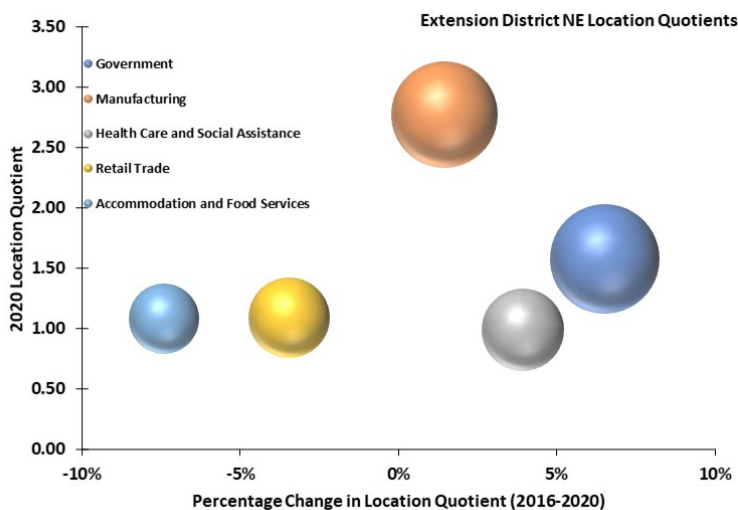 Extension District NE Location Quotients
3.50
3.00
2.50
2.00
1.50
1.00
0.50
0.00
2020 Location Quotient
Government
Manufacturing
Health Care and Social Assistance
Retail Trade
Accommodation and Food Services
-10%
-5%
0%
5%
10%
Percentage Change in Location Quotient (2016-2020)